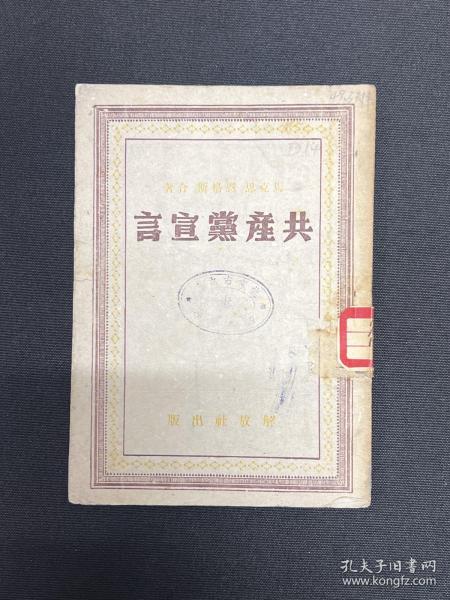 馬克思 恩格斯 合著
共產黨宣言
解放社出版
孔夫子旧书网
www.kongfz.com